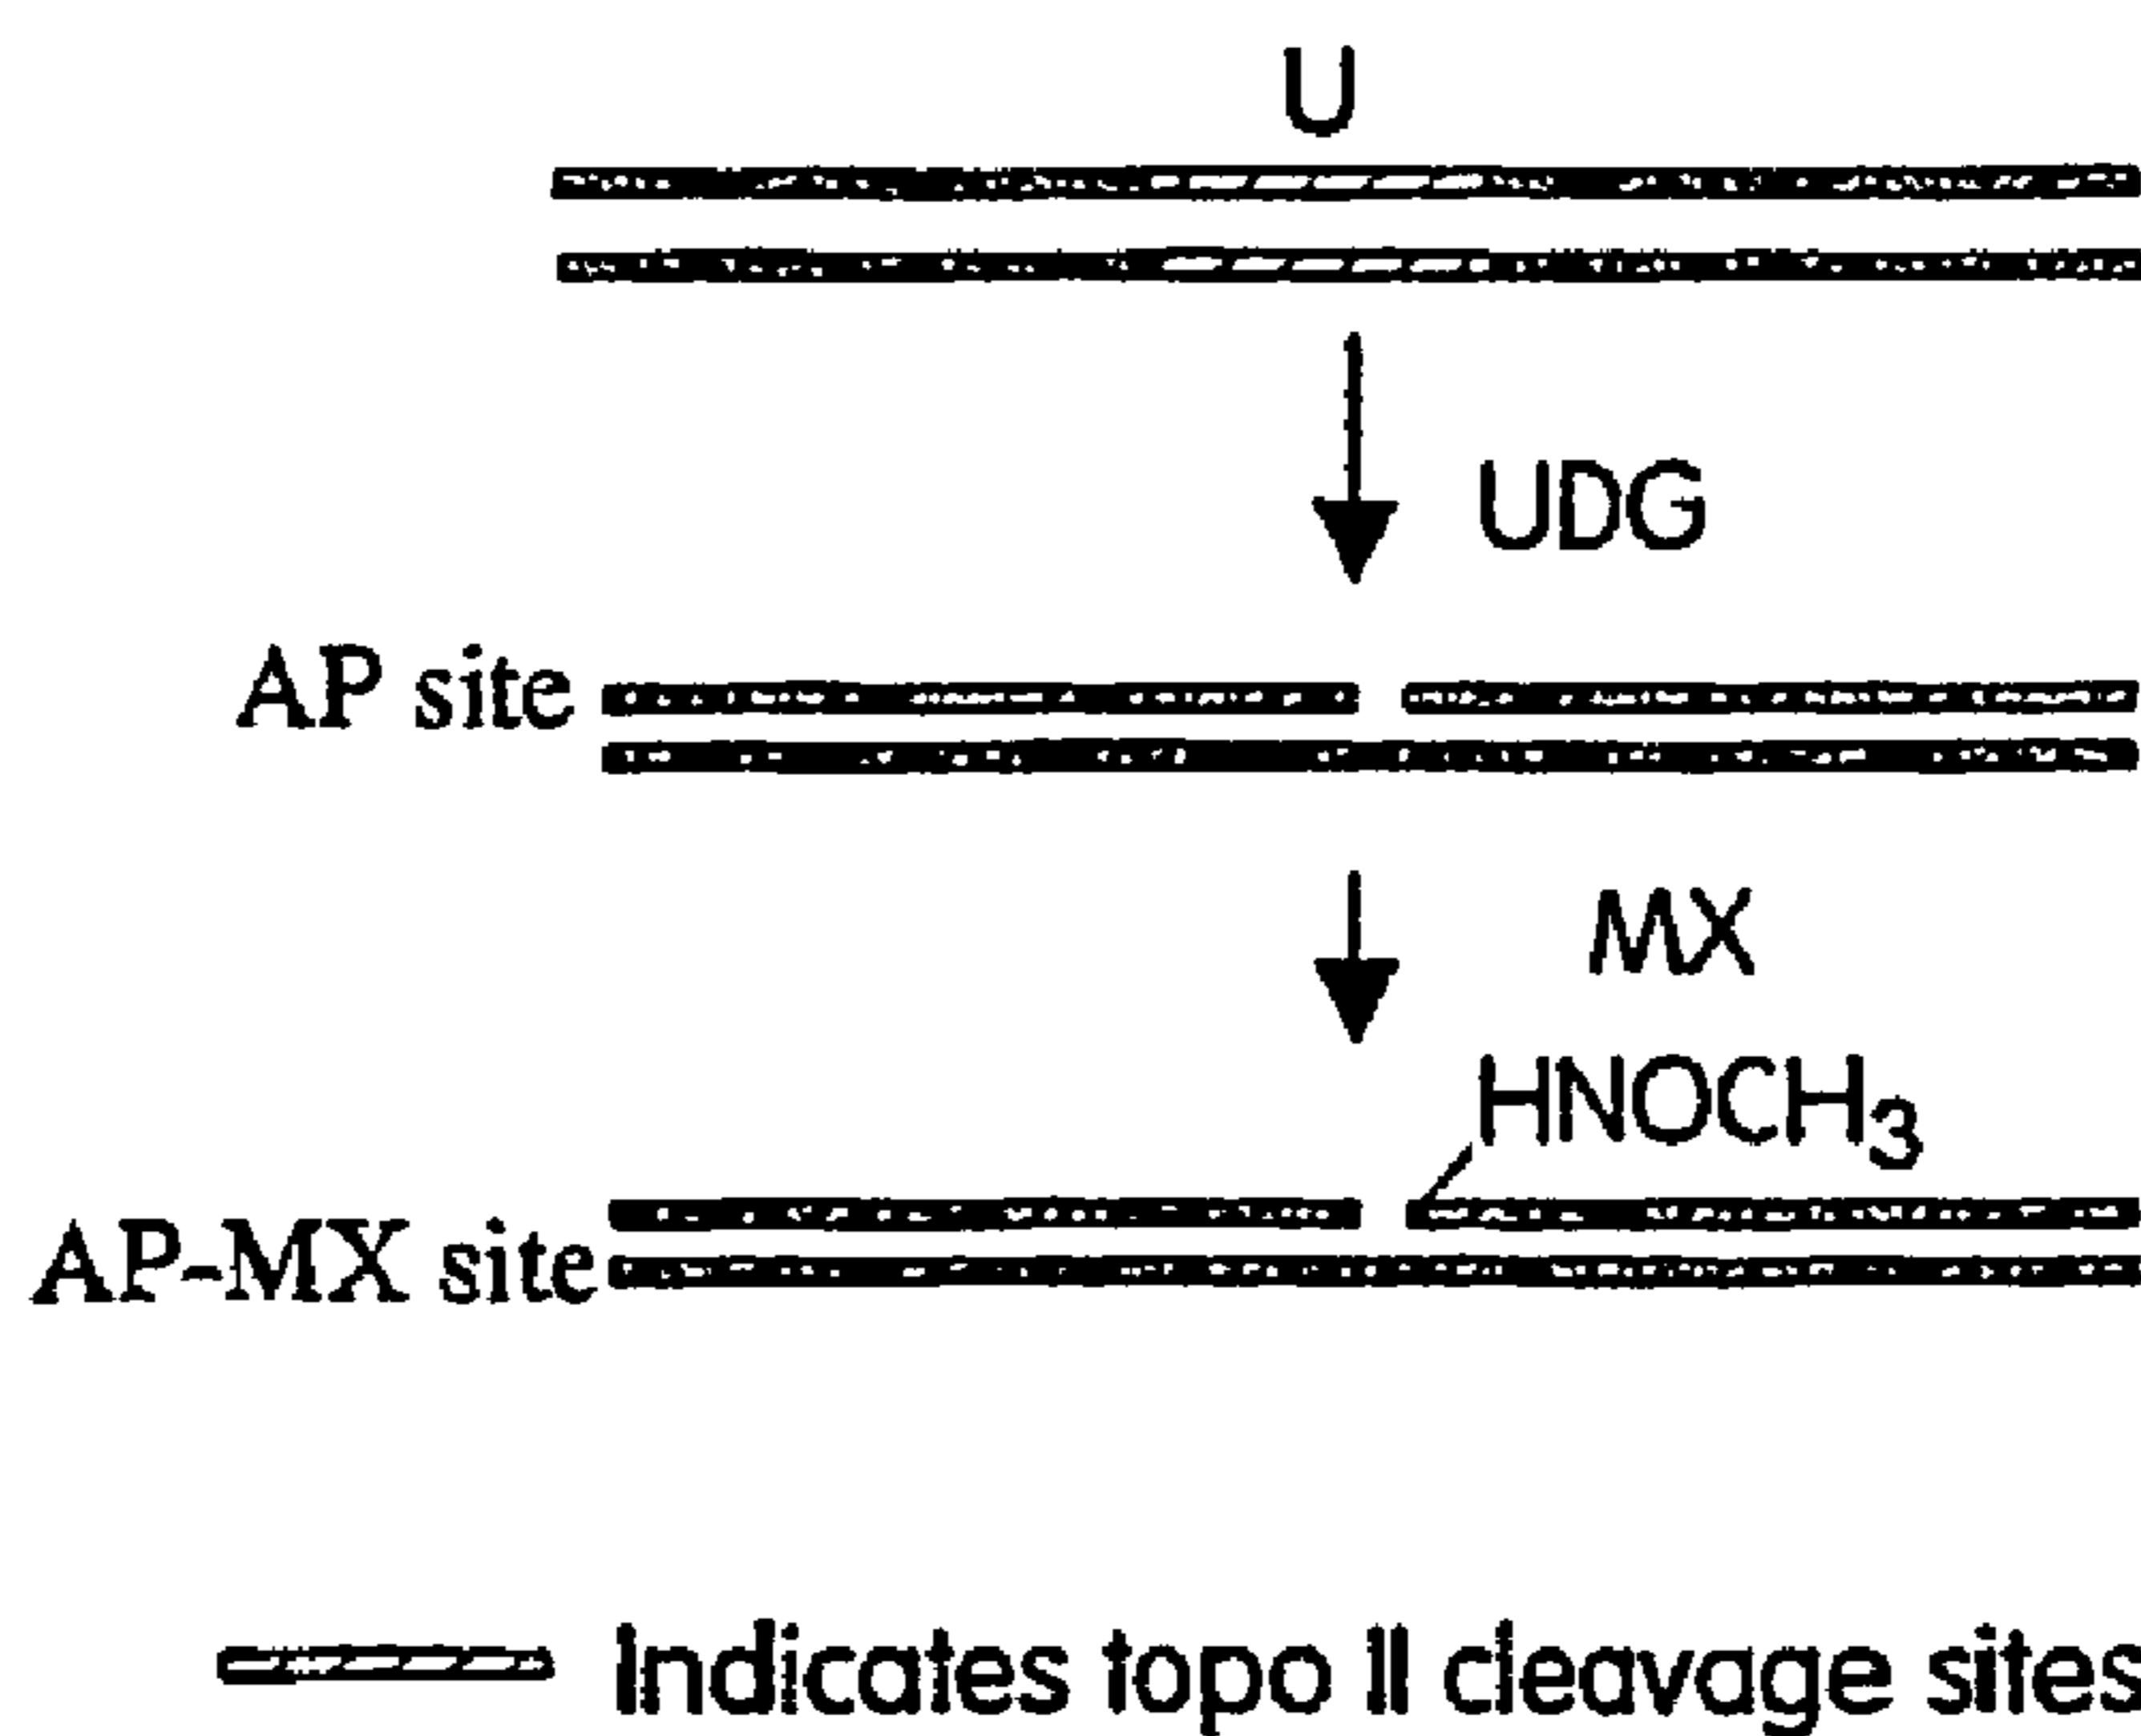 U
UDG
AP site
MX
HNOCH3
AP-MX site
Indicates topo II cleavage sites